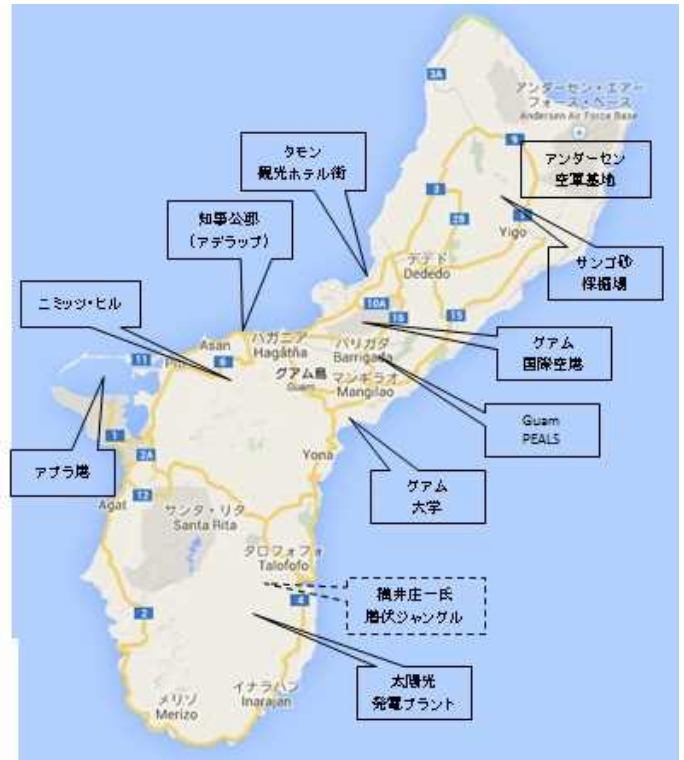 3A
アンダーセン・エアー
フォース・ベース
Andersen Air Force Base
9
タモン
観光ホテル街
アンダーセン
空軍基地
3
28
1
Yigo
知事公邸
(アデラップ)
デデド
Dededo
サンゴ砂
採掘場
ニミッツ・ヒル
10A
16
15
Asan
ハガニア
Hagåtña
バリガダ
Barrigada
グアム
国際空港
11
6
グアム島
Guam
マンギラオ
Mangilao
Guam
PEALS
1
Yona
2A
アプラ港
グアム
大学
12
Agat
サンタ・リタ
Santa Rita
タロフォフォ
Talofofo
横井庄一氏
潜伏ジャングル
4
2
太陽光
発電プラント
イナラハン
Inarajan
メリゾ
Merizo